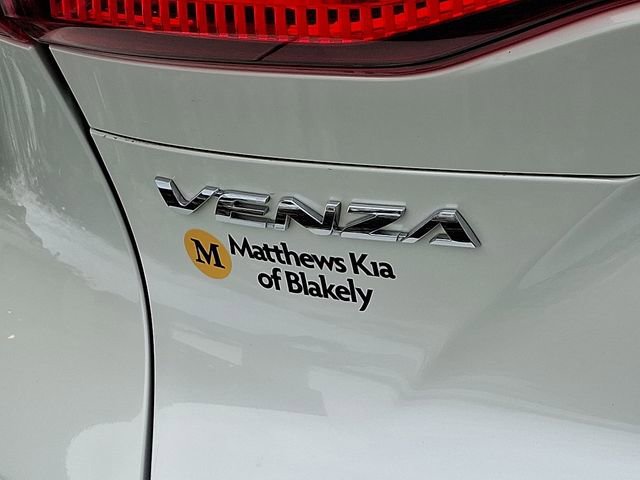 VENZA
M Matthews Kia
of Blakely